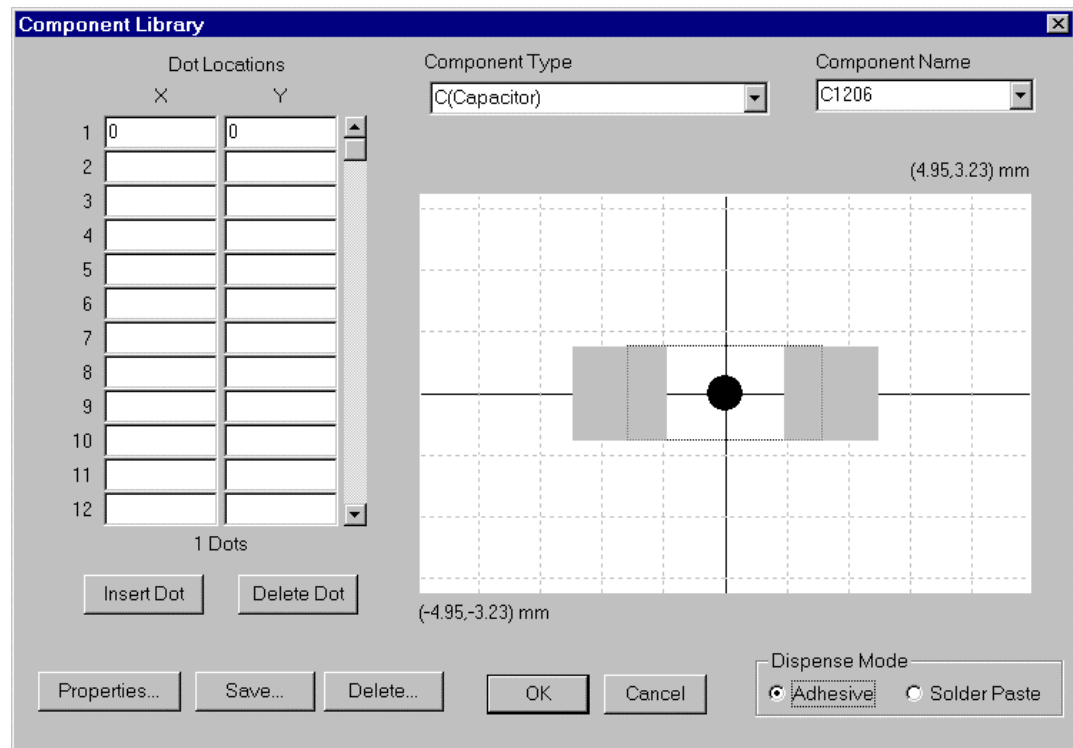 Component Library
Dot Locations
X Y
1 0 0
2
3
4
5
6
7
8
9
10
11
12
1 Dots
Insert Dot Delete Dot
Component Type
C(Capacitor)
Component Name
C1206
(4.95,3.23) mm
(-4.95,-3.23) mm
Properties... Save... Delete... OK Cancel
Dispense Mode
Adhesive Solder Paste